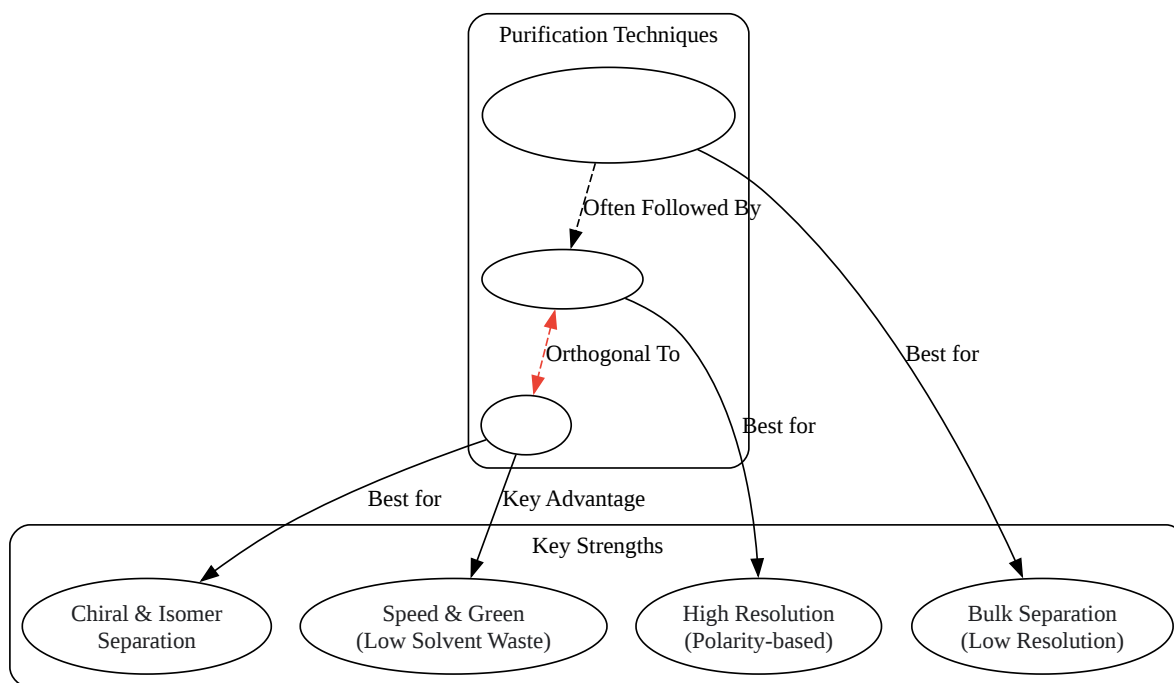 Purification Techniques
Often Followed By
Orthogonal To
Best for
Best for
Best for
Key Advantage
Key Strengths
Chiral & Isomer
Separation
Speed & Green
(Low Solvent Waste)
High Resolution
(Polarity-based)
Bulk Separation
(Low Resolution)